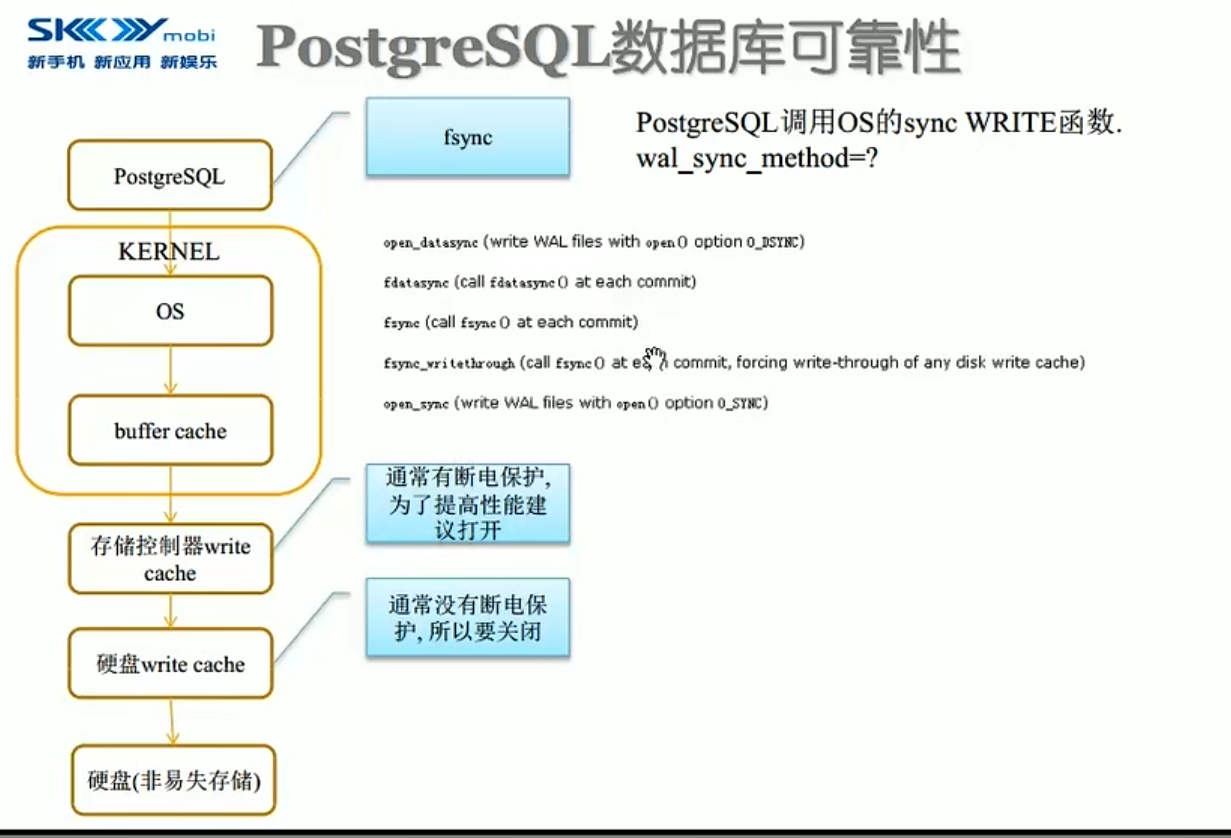 SKYmobi
新手机 新应用 新娱乐
PostgreSQL数据库可靠性
fsync
PostgreSQL调用OS的sync WRITE函数.
wal_sync_method=?
PostgreSQL
KERNEL
OS
buffer cache
open_datasync (write WAL files with open() option O_DSYNC)
fdatasync (call fdatasync() at each commit)
fsync (call fsync() at each commit)
fsync_writethrough (call fsync() at commit, forcing write-through of any disk write cache)
open_sync (write WAL files with open() option O_SYNC)
通常有断电保护,
为了提高性能建
议打开
存储控制器write
cache
通常没有断电保
护, 所以要关闭
硬盘write cache
硬盘(非易失存储)